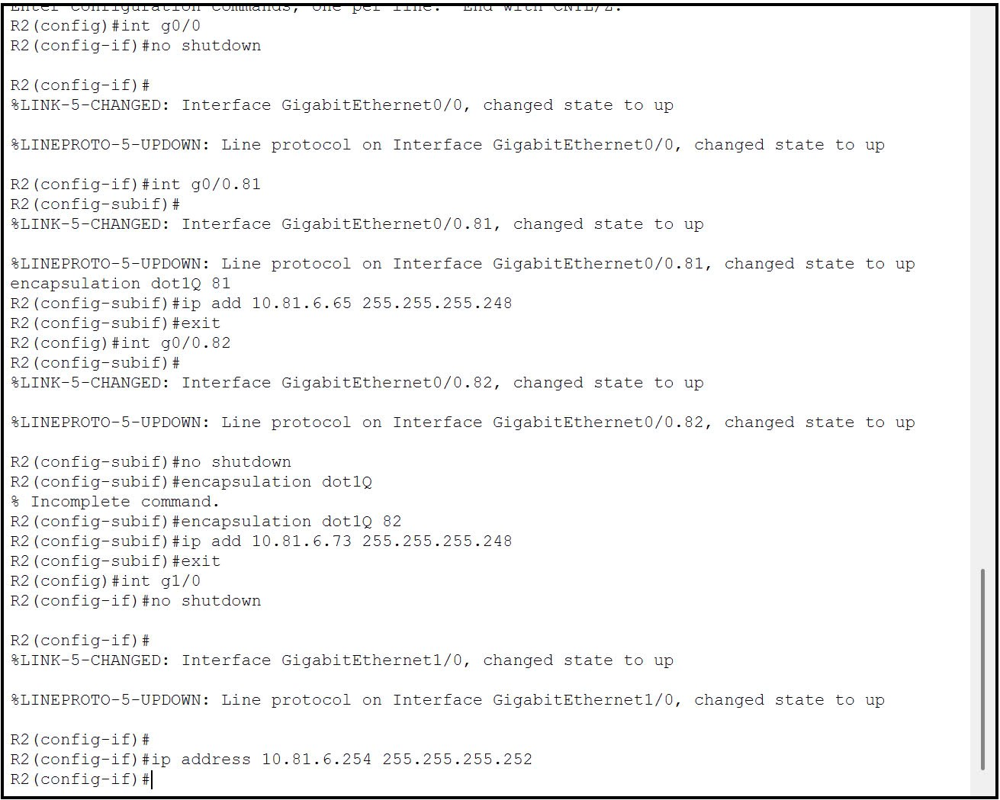 Enter configuration commands, one per line.  End with CNTL/Z.
R2(config)#int g0/0
R2(config-if)#no shutdown
R2(config-if)#
%LINK-5-CHANGED: Interface GigabitEthernet0/0, changed state to up
%LINEPROTO-5-UPDOWN: Line protocol on Interface GigabitEthernet0/0, changed state to up
R2(config-if)#int g0/0.81
R2(config-subif)#
%LINK-5-CHANGED: Interface GigabitEthernet0/0.81, changed state to up
%LINEPROTO-5-UPDOWN: Line protocol on Interface GigabitEthernet0/0.81, changed state to up
encapsulation dot1Q 81
R2(config-subif)#ip add 10.81.6.65 255.255.255.248
R2(config-subif)#exit
R2(config)#int g0/0.82
R2(config-subif)#
%LINK-5-CHANGED: Interface GigabitEthernet0/0.82, changed state to up
%LINEPROTO-5-UPDOWN: Line protocol on Interface GigabitEthernet0/0.82, changed state to up
R2(config-subif)#no shutdown
R2(config-subif)#encapsulation dot1Q
% Incomplete command.
R2(config-subif)#encapsulation dot1Q 82
R2(config-subif)#ip add 10.81.6.73 255.255.255.248
R2(config-subif)#exit
R2(config)#int g1/0
R2(config-if)#no shutdown
R2(config-if)#
%LINK-5-CHANGED: Interface GigabitEthernet1/0, changed state to up
%LINEPROTO-5-UPDOWN: Line protocol on Interface GigabitEthernet1/0, changed state to up
R2(config-if)#
R2(config-if)#ip address 10.81.6.254 255.255.255.252
R2(config-if)#